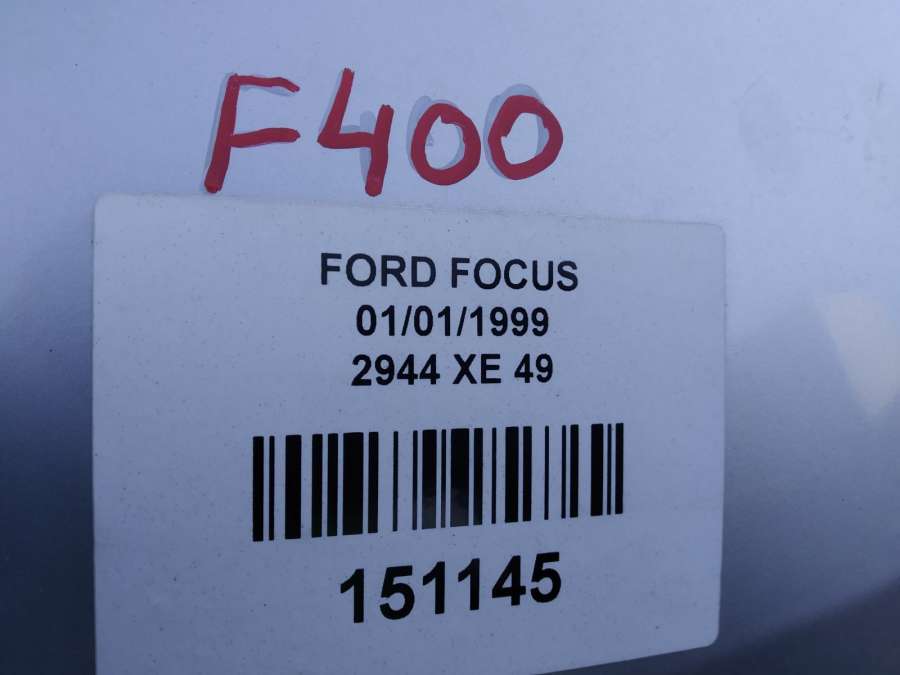 F400
FORD FOCUS
01/01/1999
2944 XE 49
151145